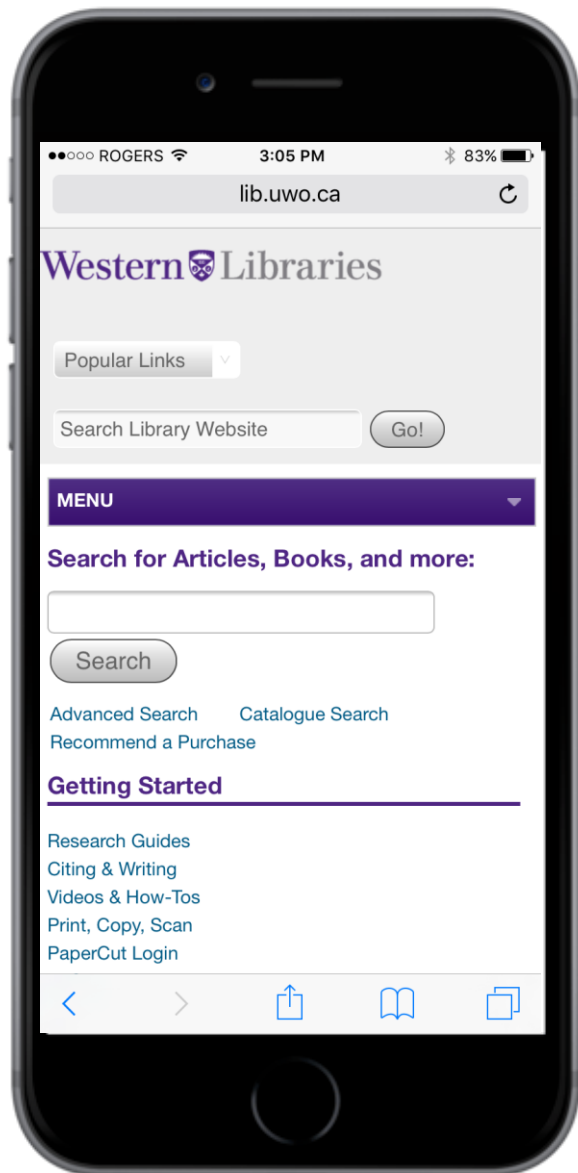 ROGERS 3:05 PM 83%
lib.uwo.ca
Western Libraries
Popular Links
Search Library Website Go!
MENU
Search for Articles, Books, and more:
Search
Advanced Search Catalogue Search
Recommend a Purchase
Getting Started
Research Guides
Citing & Writing
Videos & How-Tos
Print, Copy, Scan
PaperCut Login